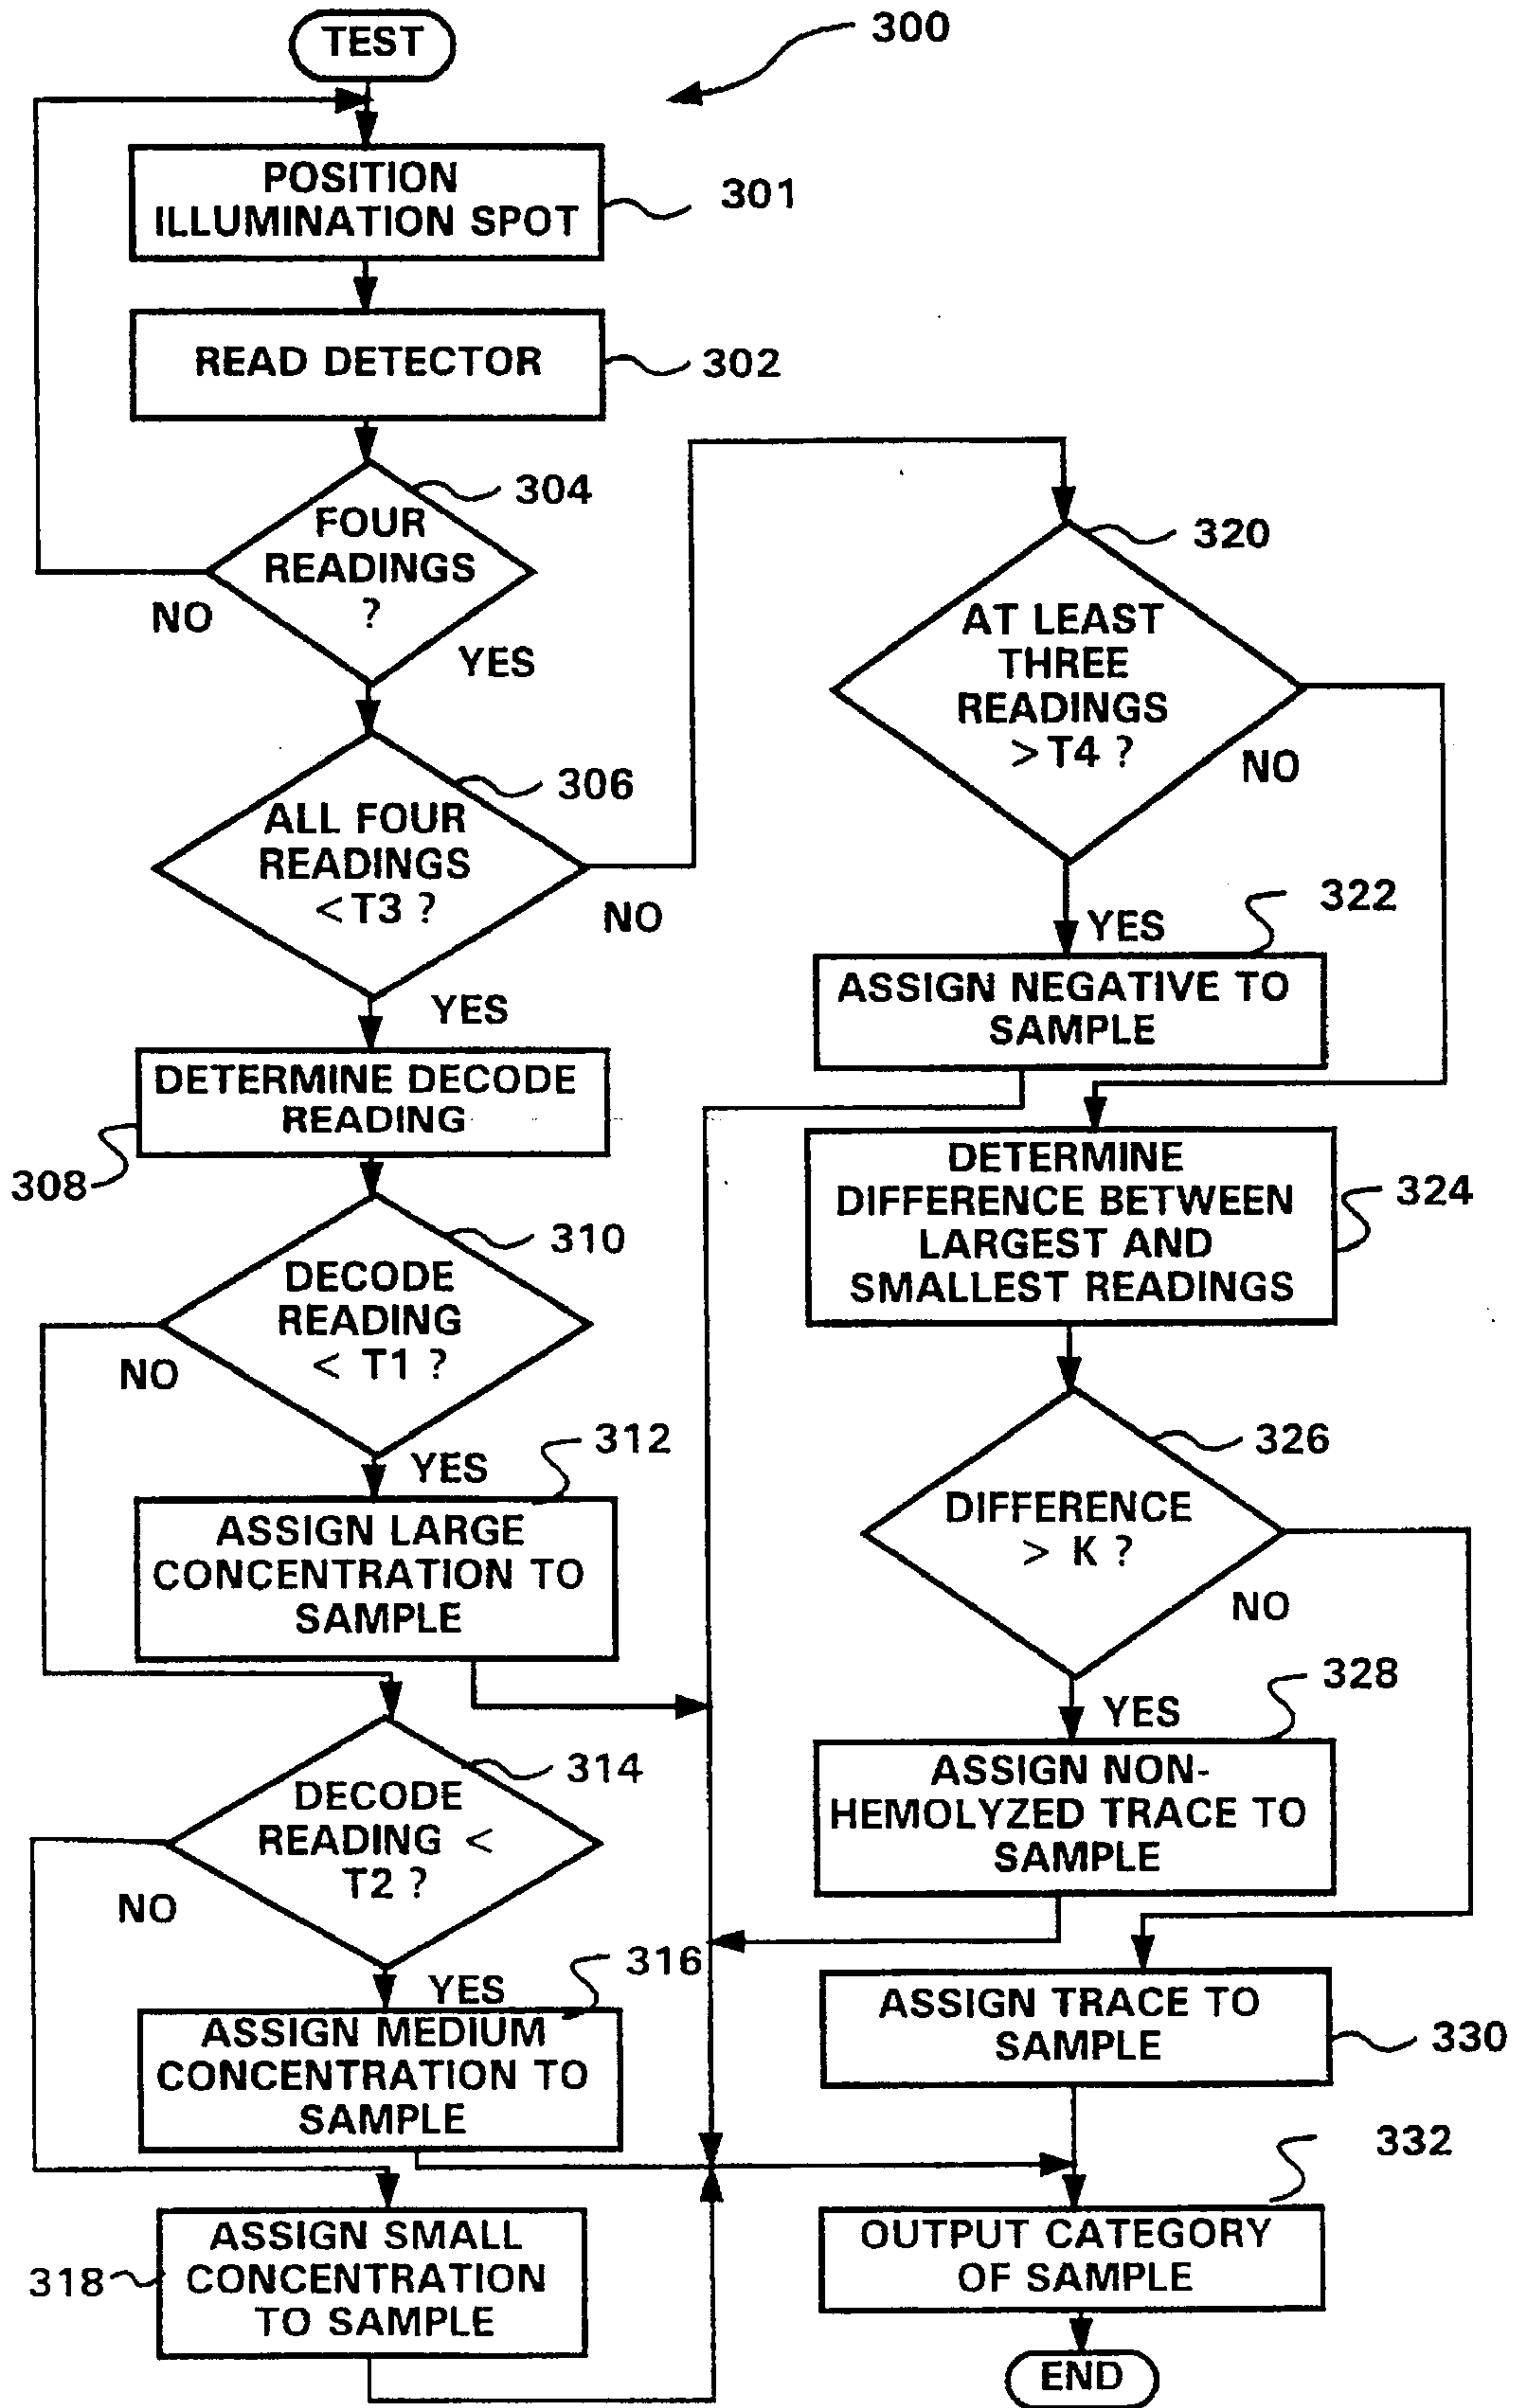 TEST
300
POSITION
ILLUMINATION SPOT
301
READ DETECTOR
302
304
FOUR
READINGS
?
NO
YES
306
ALL FOUR
READINGS
< T3 ?
NO
YES
DETERMINE DECODE
READING
308
310
DECODE
READING
< T1 ?
NO
YES
312
ASSIGN LARGE
CONCENTRATION TO
SAMPLE
314
DECODE
READING <
T2 ?
NO
YES
316
ASSIGN MEDIUM
CONCENTRATION TO
SAMPLE
318
ASSIGN SMALL
CONCENTRATION
TO SAMPLE
320
AT LEAST
THREE
READINGS
> T4 ?
NO
YES
322
ASSIGN NEGATIVE TO
SAMPLE
DETERMINE
DIFFERENCE BETWEEN
LARGEST AND
SMALLEST READINGS
324
326
DIFFERENCE
> K ?
NO
YES
328
ASSIGN NON-
HEMOLYZED TRACE TO
SAMPLE
ASSIGN TRACE TO
SAMPLE
330
332
OUTPUT CATEGORY
OF SAMPLE
END